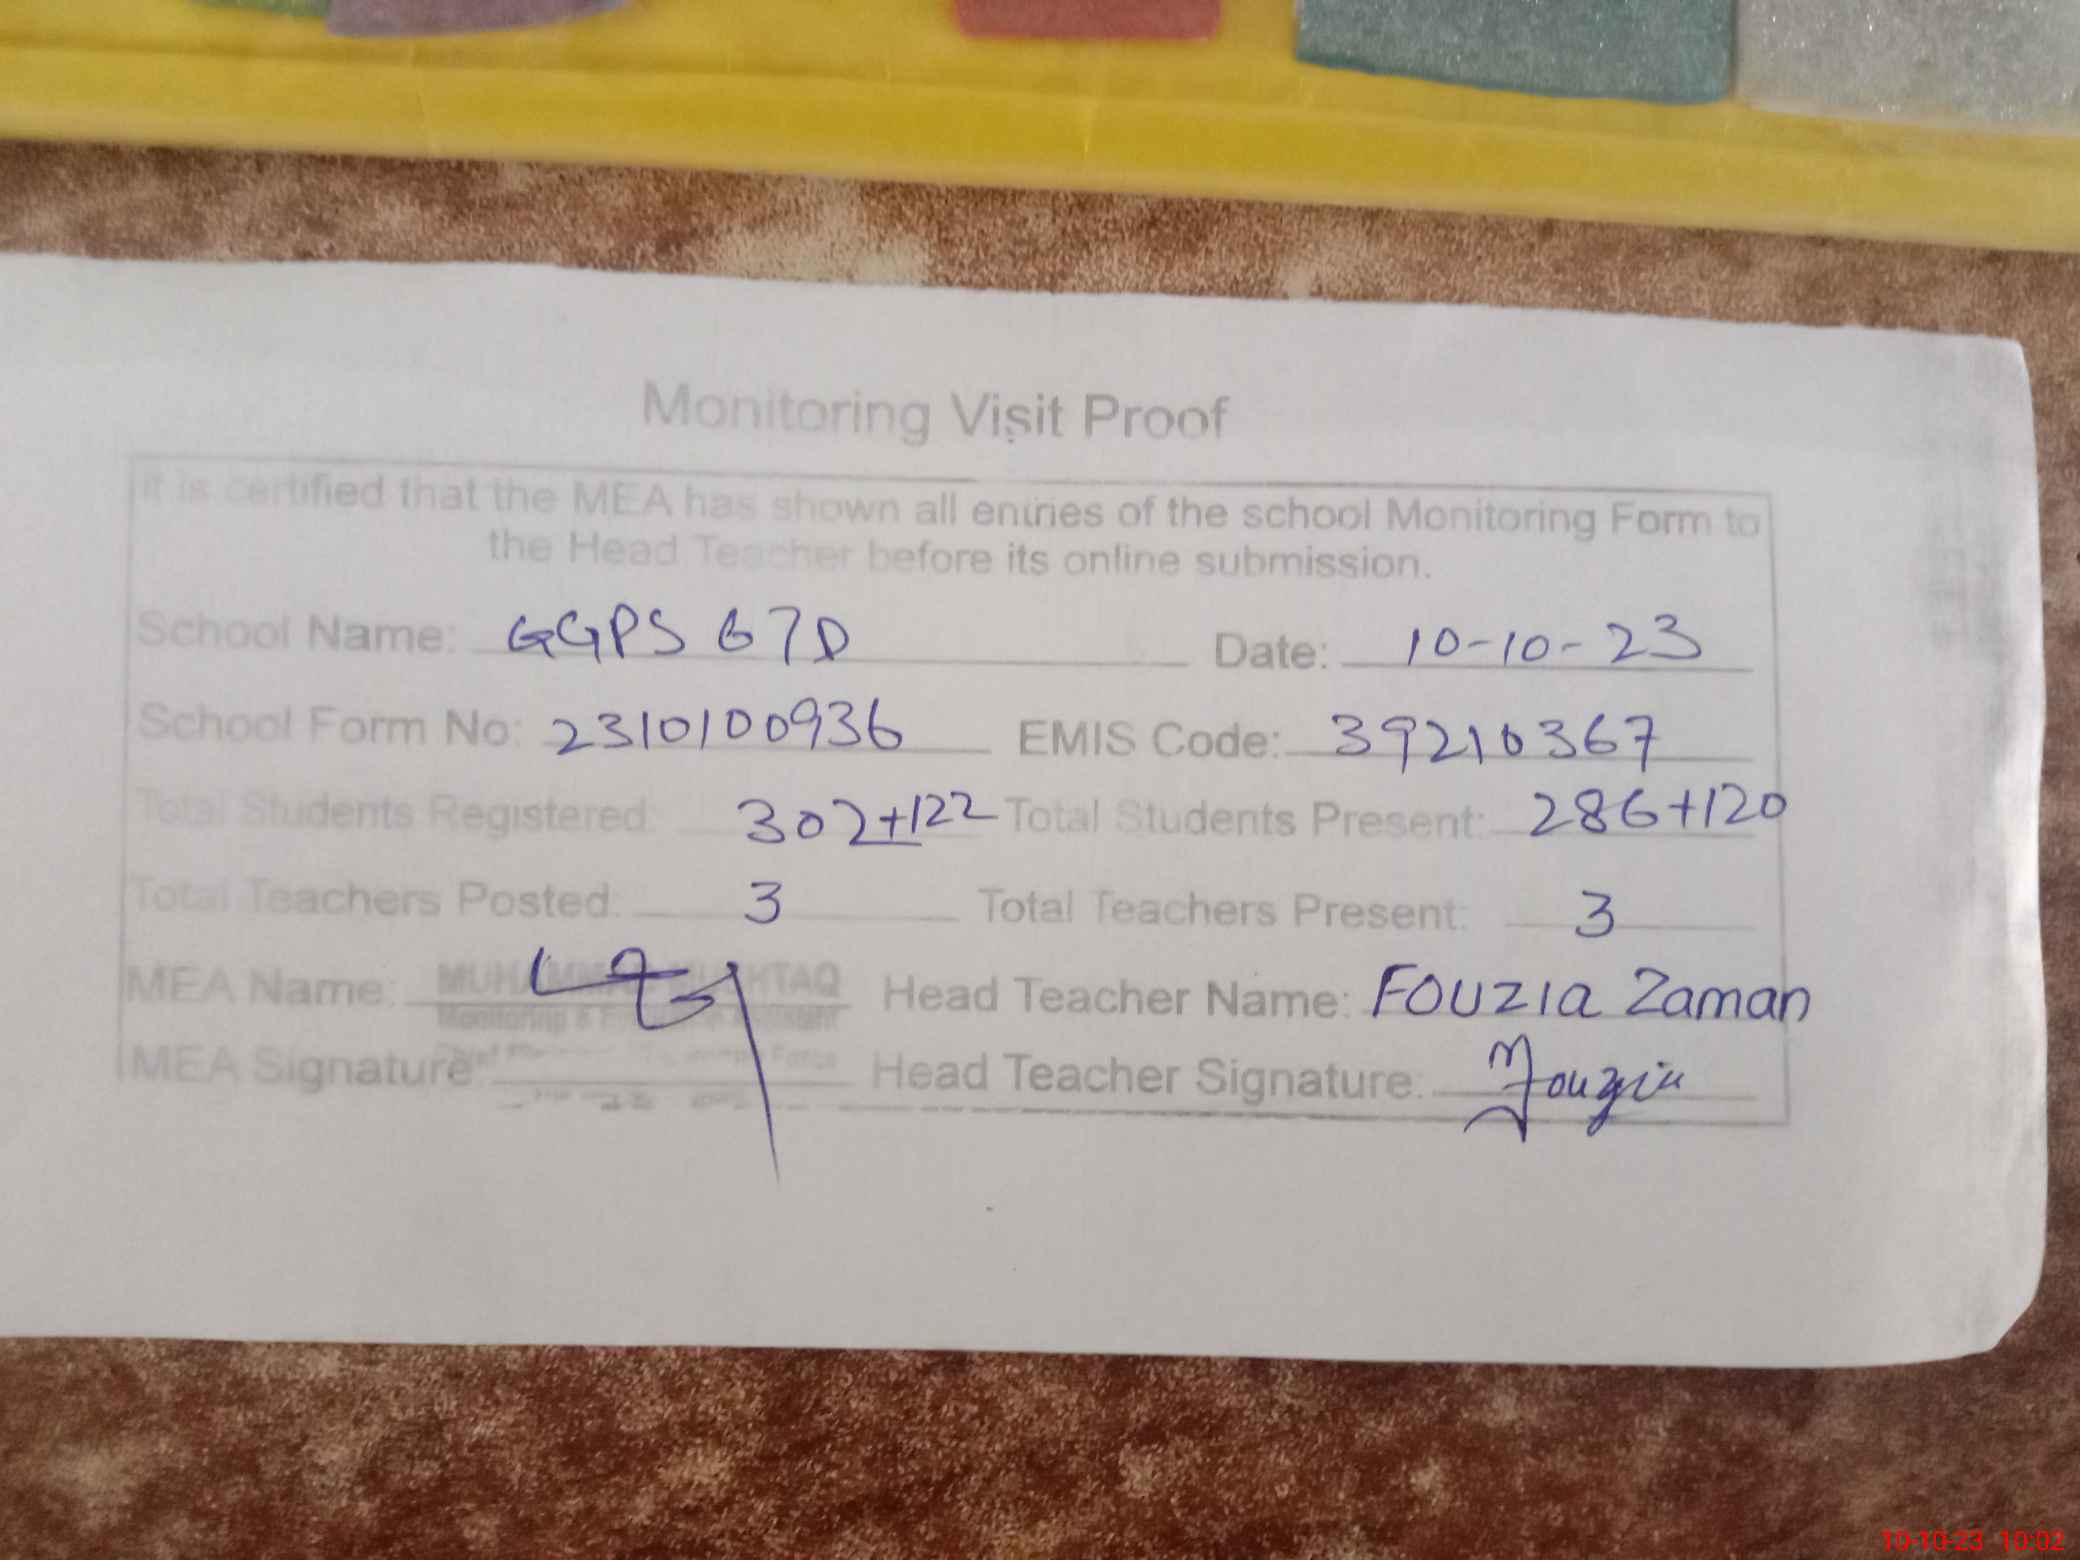 Monitoring Visit Proof
It is certified that the MEA has shown all entries of the school Monitoring Form to
the Head Teacher before its online submission.
School Name: GGPS 67D Date: 10-10-23
School Form No: 2310100936 EMIS Code: 39210367
Total Students Registered: 302+122 Total Students Present: 286+120
Total Teachers Posted: 3 Total Teachers Present: 3
MEA Name: Head Teacher Name: FOUZIA Zaman
Monitoring &
MEA Signature: Head Teacher Signature: Fouzia
10-10-23 10:02